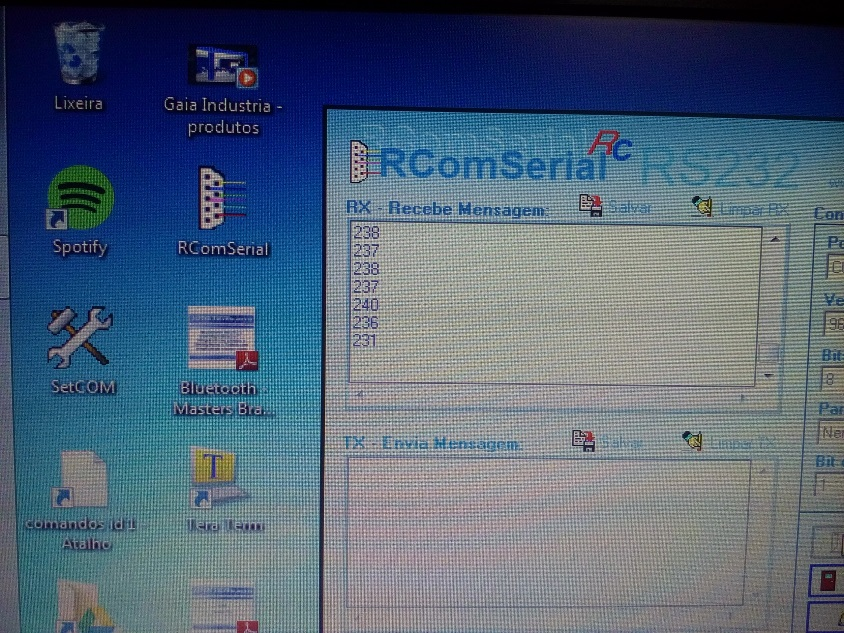 Lixeira
Gaia Industria -
produtos
Spotify
RComSerial
SetCOM
Bluetooth -
Masters Bra...
comandos id 1 -
Atalho
T
Tera Term
RComSerial
Rc
RS232
RX - Recebe Mensagem:
Salvar
Limpar RX
238
237
238
237
240
236
231
TX - Envia Mensagem:
Salvar
Limpar TX
Con
Po
Ve
96
Bit
8
Par
Ne
Bit
1